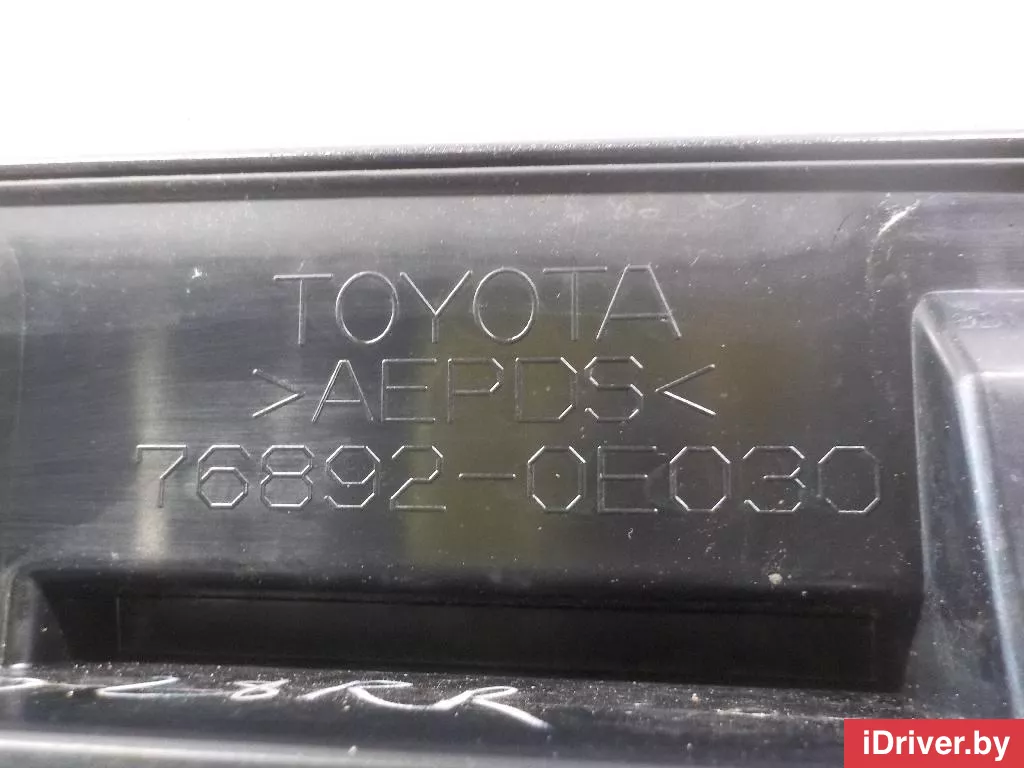 TOYOTA
>AEPDS<
76892-0E030
iDriver.by